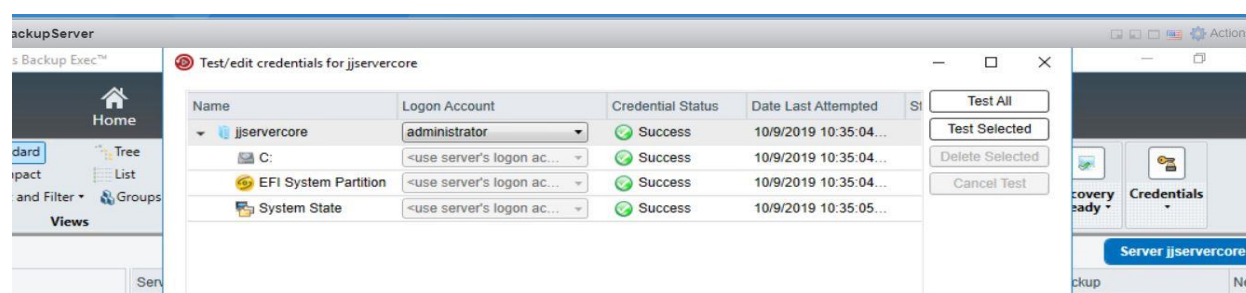 ackupServer Action
s Backup Exec™ Test/edit credentials for jjservercore
Home
Name Logon Account Credential Status Date Last Attempted St Test All
jjservercore administrator Success 10/9/2019 10:35:04... Test Selected
dard Tree C: <use server's logon ac... Success 10/9/2019 10:35:04... Delete Selected
mpact List EFI System Partition <use server's logon ac... Success 10/9/2019 10:35:04... Cancel Test
and Filter Groups System State <use server's logon ac... Success 10/9/2019 10:35:05... covery eady Credentials
Views
Server jjservercore
Serv ckup Ne